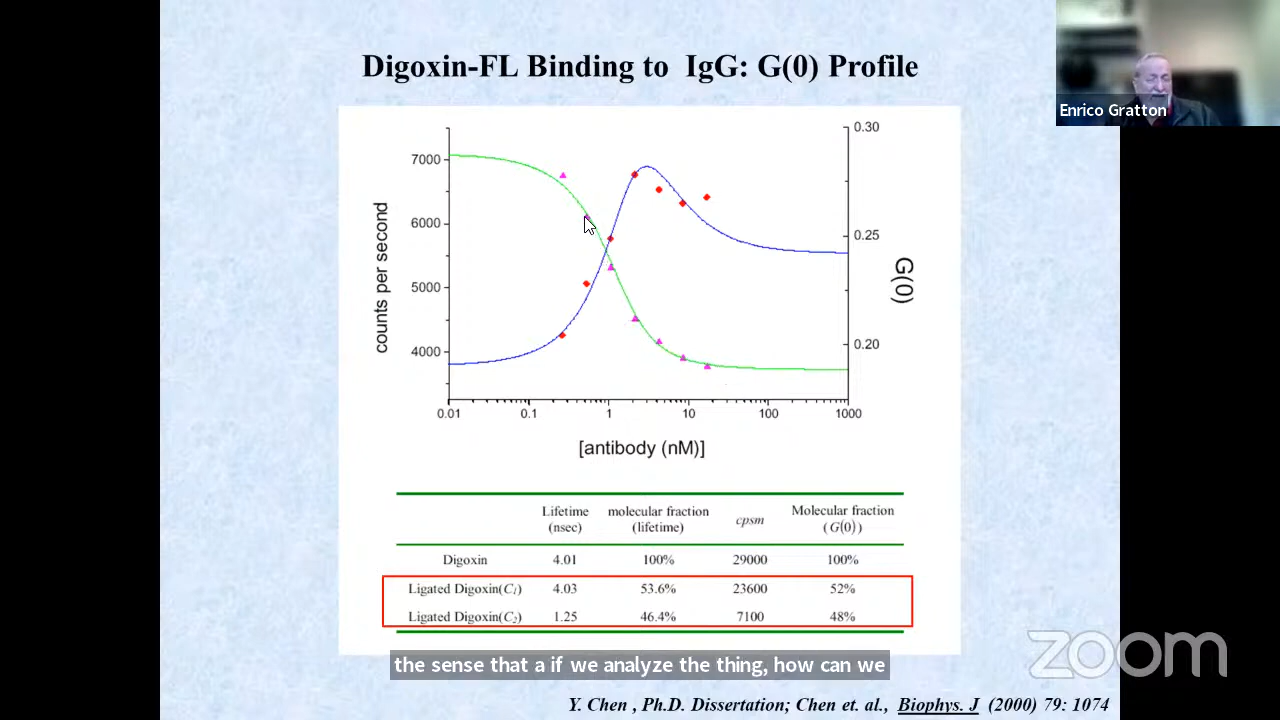 Digoxin-FL Binding to IgG: G(0) Profile
Enrico Gratton
counts per second
7000
6000
5000
4000
0.30
0.25
0.20
G(0)
0.01 0.1 1 10 100 1000
[antibody (nM)]
Lifetime (nsec) molecular fraction (lifetime) cpsm Molecular fraction (G(0))
Digoxin 4.01 100% 29000 100%
Ligated Digoxin(C1) 4.03 53.6% 23600 52%
Ligated Digoxin(C2) 1.25 46.4% 7100 48%
zoom
the sense that a if we analyze the thing, how can we
Y. Chen , Ph.D. Dissertation; Chen et. al., Biophys. J (2000) 79: 1074